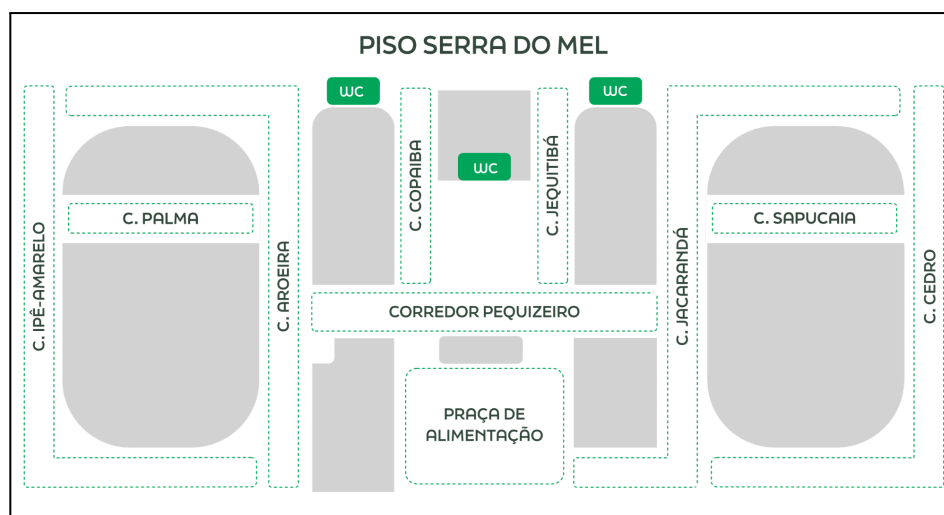 PISO SERRA DO MEL
WC
WC
WC
C. IPÊ-AMARELO
C. PALMA
C. AROEIRA
C. COPAIBA
C. JEQUITIBÁ
C. JACARANDÁ
C. SAPUCAIA
C. CEDRO
CORREDOR PEQUIZEIRO
PRAÇA DE
ALIMENTAÇÃO